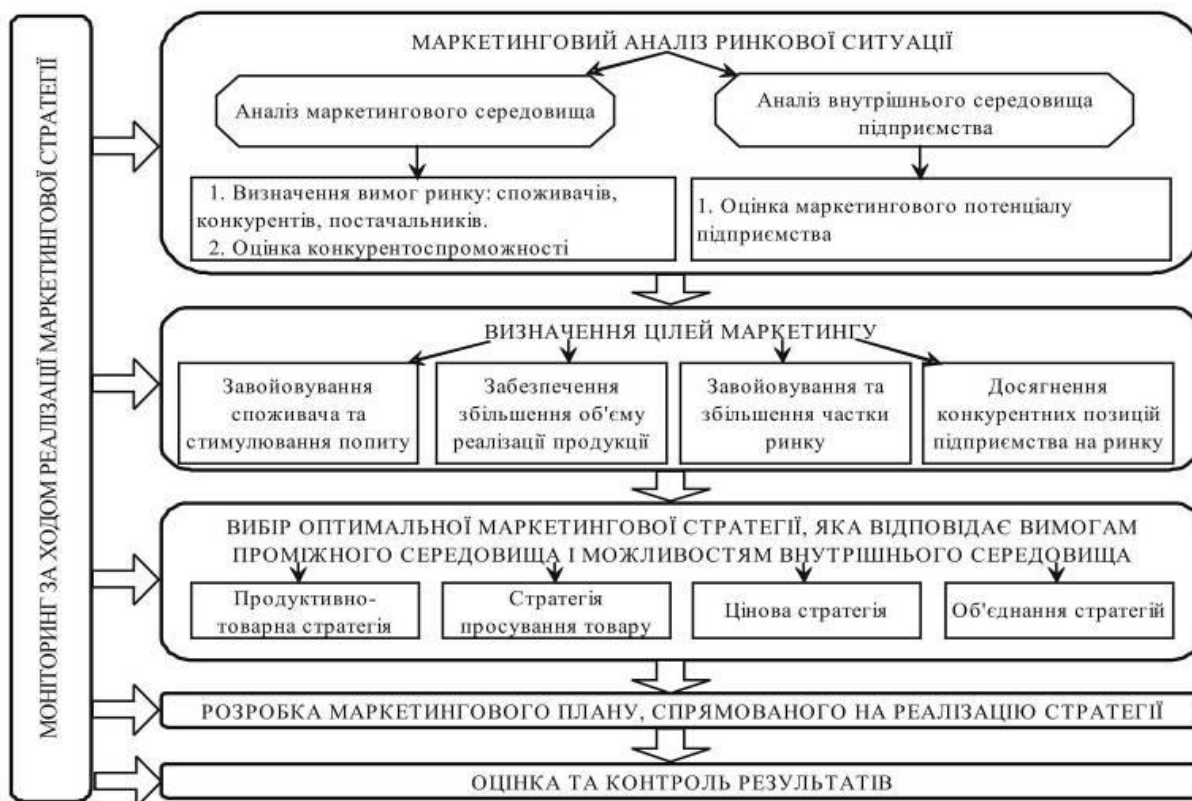 МОНІТОРИНГ ЗА ХОДОМ РЕАЛІЗАЦІЇ МАРКЕТИНГОВОЇ СТРАТЕГІЇ
МАРКЕТИНГОВИЙ АНАЛІЗ РИНКОВОЇ СИТУАЦІЇ
Аналіз маркетингового середовища
Аналіз внутрішнього середовища
підприємства
1. Визначення вимог ринку: споживачів,
конкурентів, постачальників.
2. Оцінка конкурентоспроможності
1. Оцінка маркетингового потенціалу
підприємства
ВИЗНАЧЕННЯ ЦІЛЕЙ МАРКЕТИНГУ
Завойовування
споживача та
стимулювання попиту
Забезпечення
збільшення об'єму
реалізації продукції
Завойовування та
збільшення частки
ринку
Досягнення
конкурентних позицій
підприємства на ринку
ВИБІР ОПТИМАЛЬНОЇ МАРКЕТИНГОВОЇ СТРАТЕГІЇ, ЯКА ВІДПОВІДАЄ ВИМОГАМ
ПРОМІЖНОГО СЕРЕДОВИЩА І МОЖЛИВОСТЯМ ВНУТРІШНЬОГО СЕРЕДОВИЩА
Продуктивно-
товарна стратегія
Стратегія
просування товару
Цінова стратегія
Об'єднання стратегій
РОЗРОБКА МАРКЕТИНГОВОГО ПЛАНУ, СПРЯМОВАНОГО НА РЕАЛІЗАЦІЮ СТРАТЕГІЇ
ОЦІНКА ТА КОНТРОЛЬ РЕЗУЛЬТАТІВ